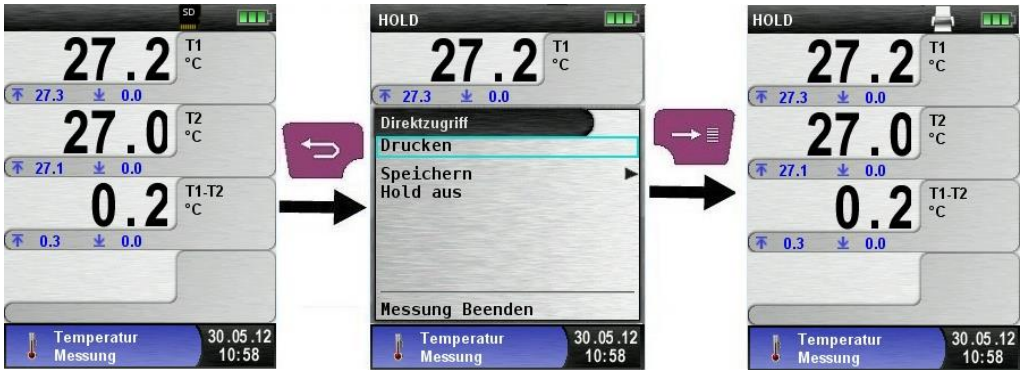 SD
27.2 T1 °C
27.3 0.0
27.0 T2 °C
27.1 0.0
0.2 T1-T2 °C
0.3 0.0
Temperatur 30.05.12
Messung 10:58
HOLD
27.2 T1 °C
27.3 0.0
Direktzugriff
Drucken
Speichern
Hold aus
Messung Beenden
Temperatur 30.05.12
Messung 10:58
HOLD
27.2 T1 °C
27.3 0.0
27.0 T2 °C
27.1 0.0
0.2 T1-T2 °C
0.3 0.0
Temperatur 30.05.12
Messung 10:58